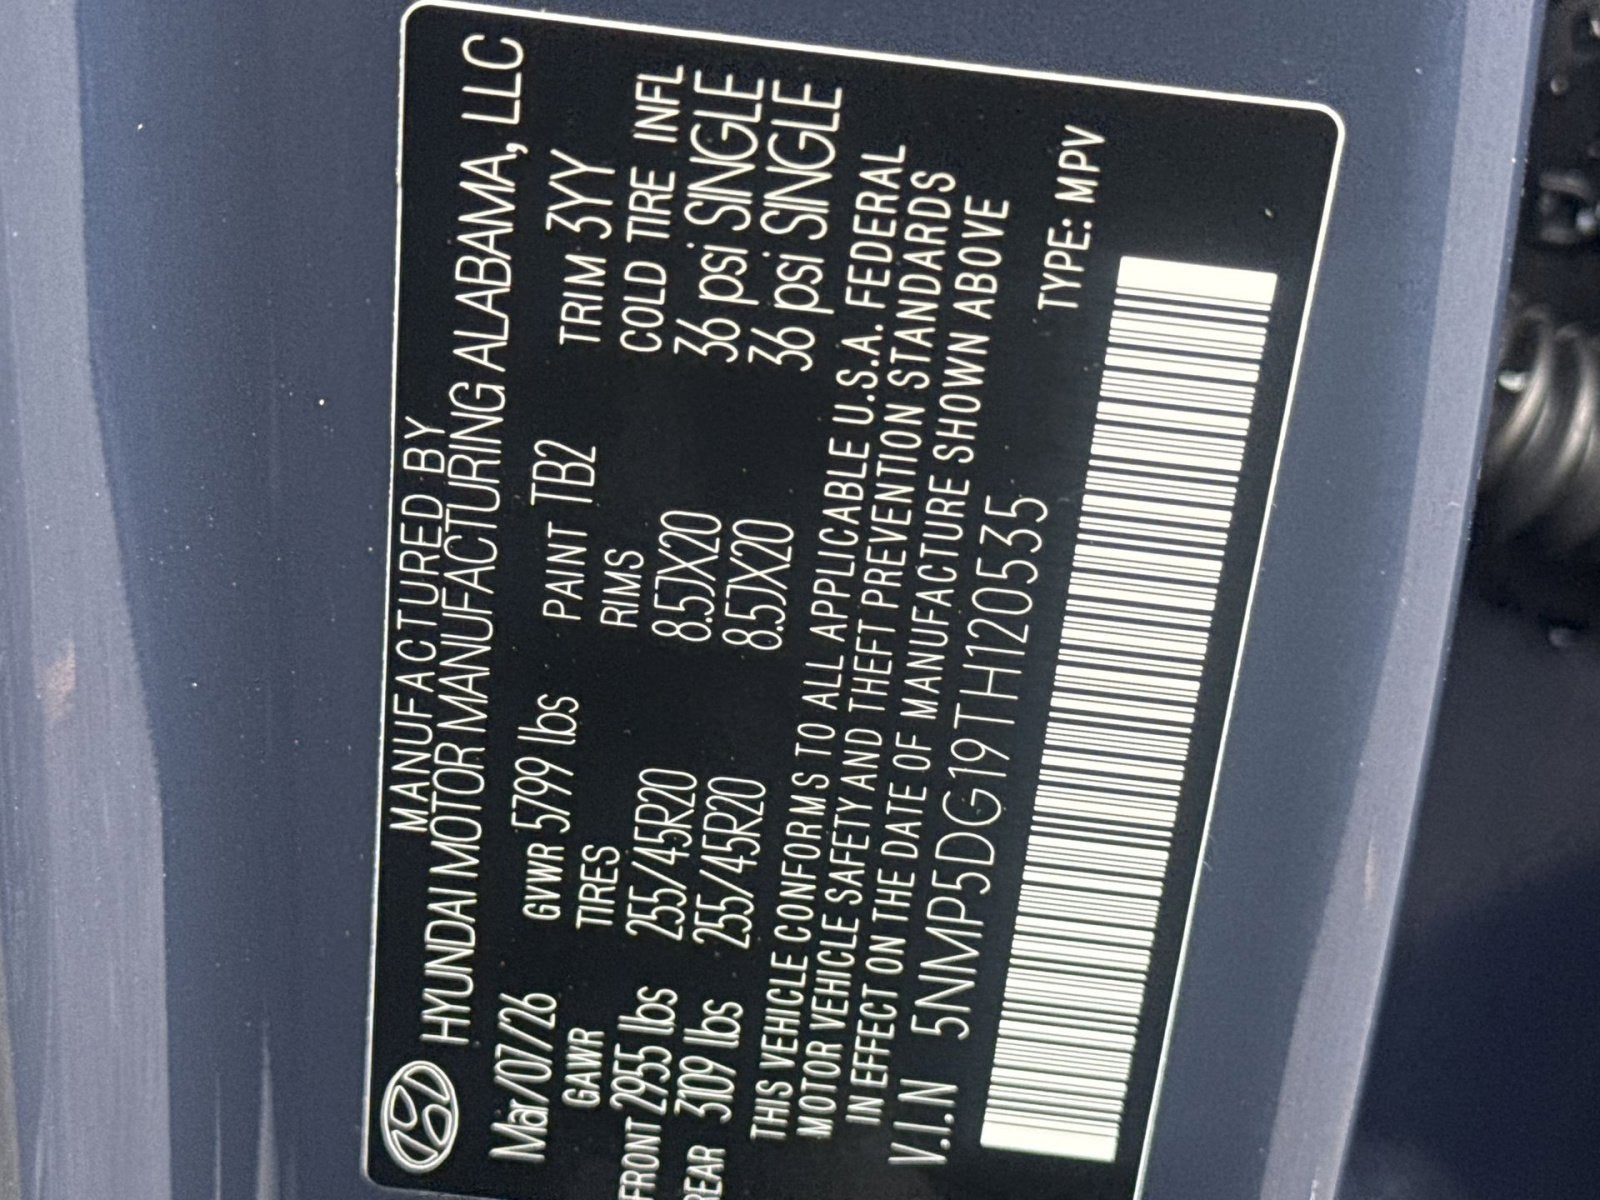 MANUFACTURED BY
HYUNDAI MOTOR MANUFACTURING ALABAMA, LLC
Mar/07/26 GVWR 5799 lbs PAINT TB2 TRIM 3YY
GAWR TIRES RIMS COLD TIRE INFL
FRONT 2955 lbs 255/45R20 8.5JX20 36 psi SINGLE
REAR 3109 lbs 255/45R20 8.5JX20 36 psi SINGLE
THIS VEHICLE CONFORMS TO ALL APPLICABLE U.S.A. FEDERAL
MOTOR VEHICLE SAFETY AND THEFT PREVENTION STANDARDS
IN EFFECT ON THE DATE OF MANUFACTURE SHOWN ABOVE
V.I.N 5NMP5DG19TH120535 TYPE: MPV